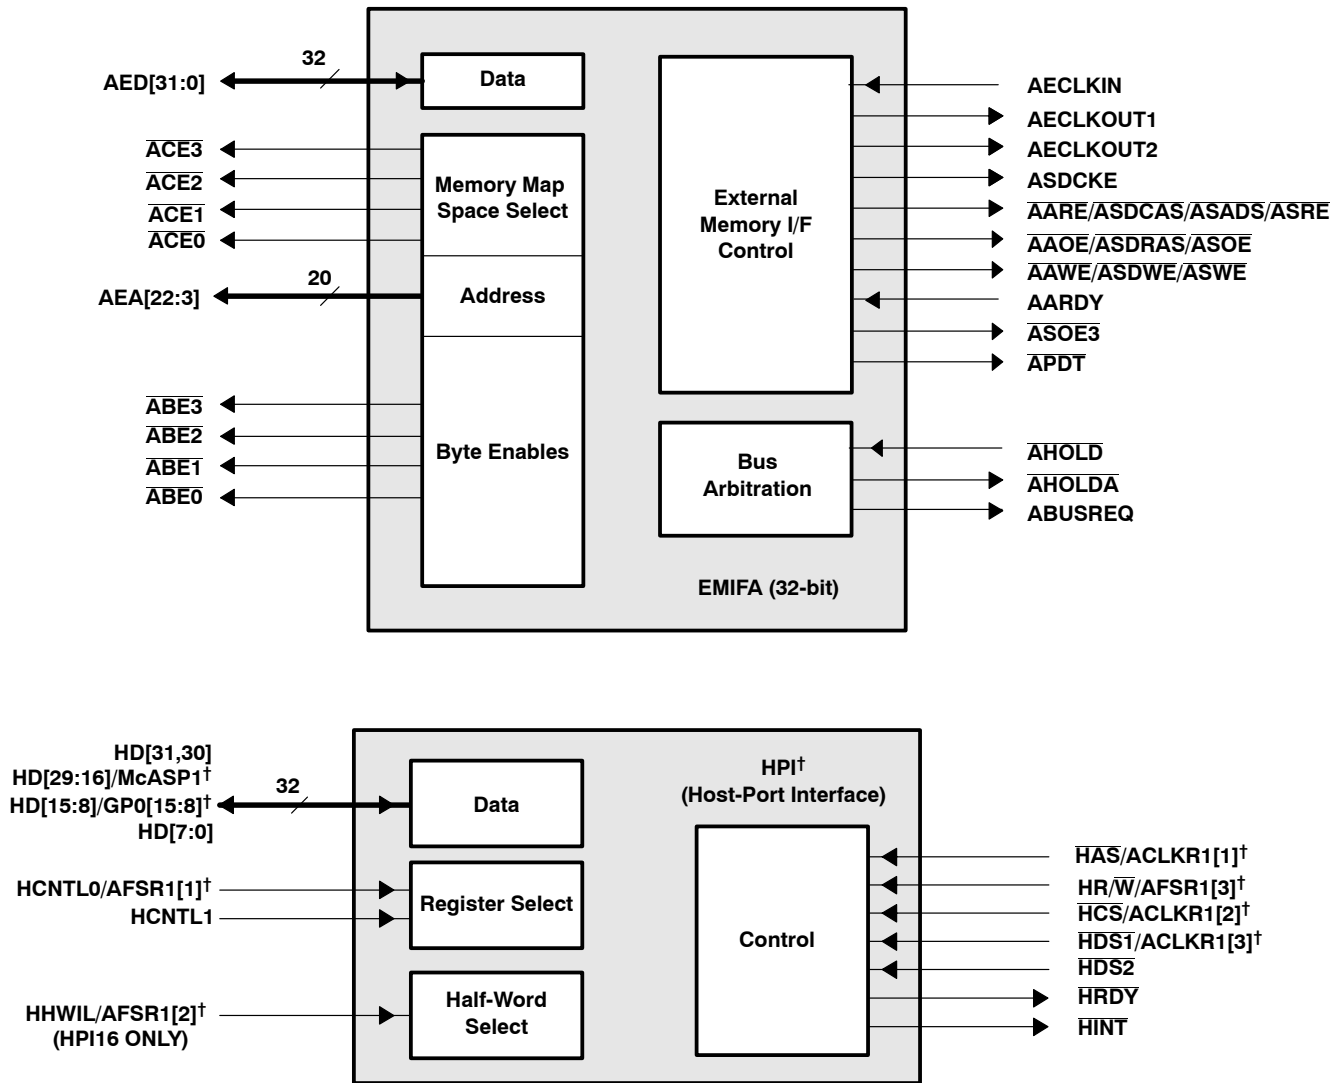 32
AED[31:0]
Data
ACE3
ACE2
ACE1
ACE0
Memory Map
Space Select
20
AEA[22:3]
Address
ABE3
ABE2
ABE1
ABE0
Byte Enables
External
Memory I/F
Control
AECLKIN
AECLKOUT1
AECLKOUT2
ASDCKE
AARE/ASDCAS/ASADS/ASRE
AAOE/ASDRAS/ASOE
AAWE/ASDWE/ASWE
AARDY
ASOE3
APDT
Bus
Arbitration
AHOLD
AHOLDA
ABUSREQ
EMIFA (32-bit)
HD[31,30]
HD[29:16]/McASP1†
HD[15:8]/GP0[15:8]†
HD[7:0]
32
Data
HPI†
(Host-Port Interface)
HCNTL0/AFSR1[1]†
HCNTL1
Register Select
HHWIL/AFSR1[2]†
(HPI16 ONLY)
Half-Word
Select
Control
HAS/ACLKR1[1]†
HR/W/AFSR1[3]†
HCS/ACLKR1[2]†
HDS1/ACLKR1[3]†
HDS2
HRDY
HINT